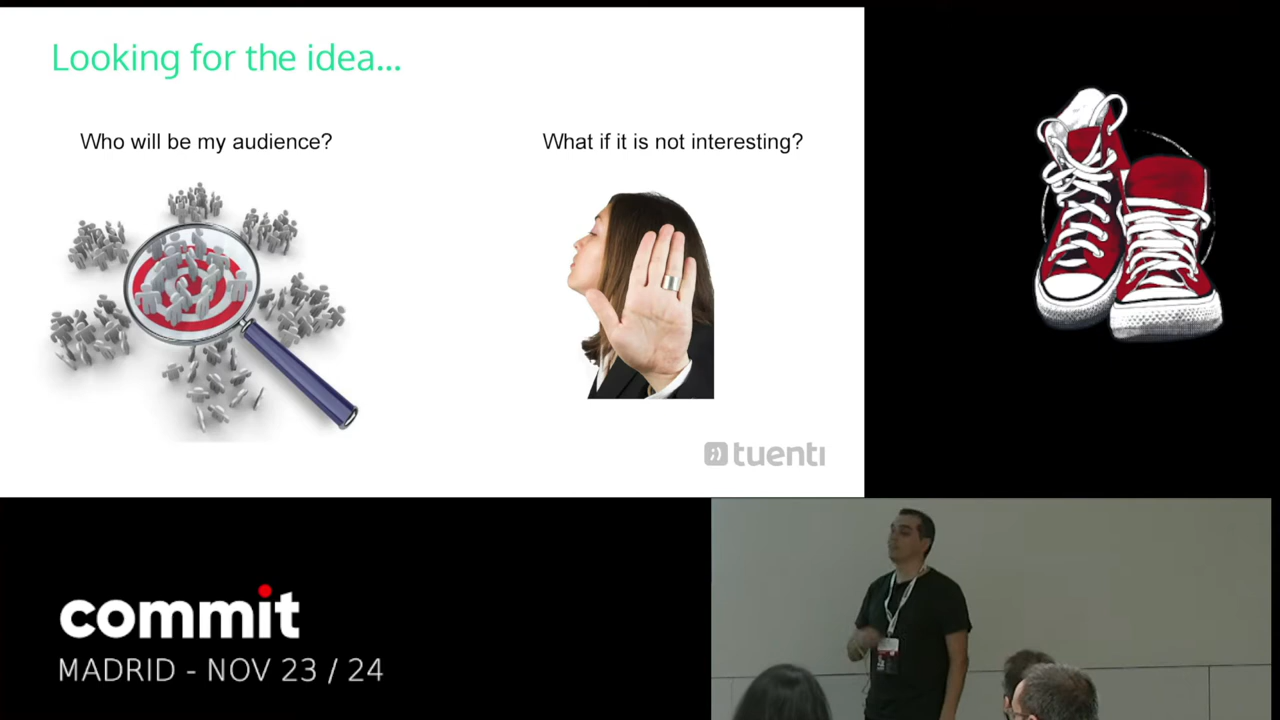 Looking for the idea...
Who will be my audience?
What if it is not interesting?
tuenti
commit
MADRID - NOV 23 / 24